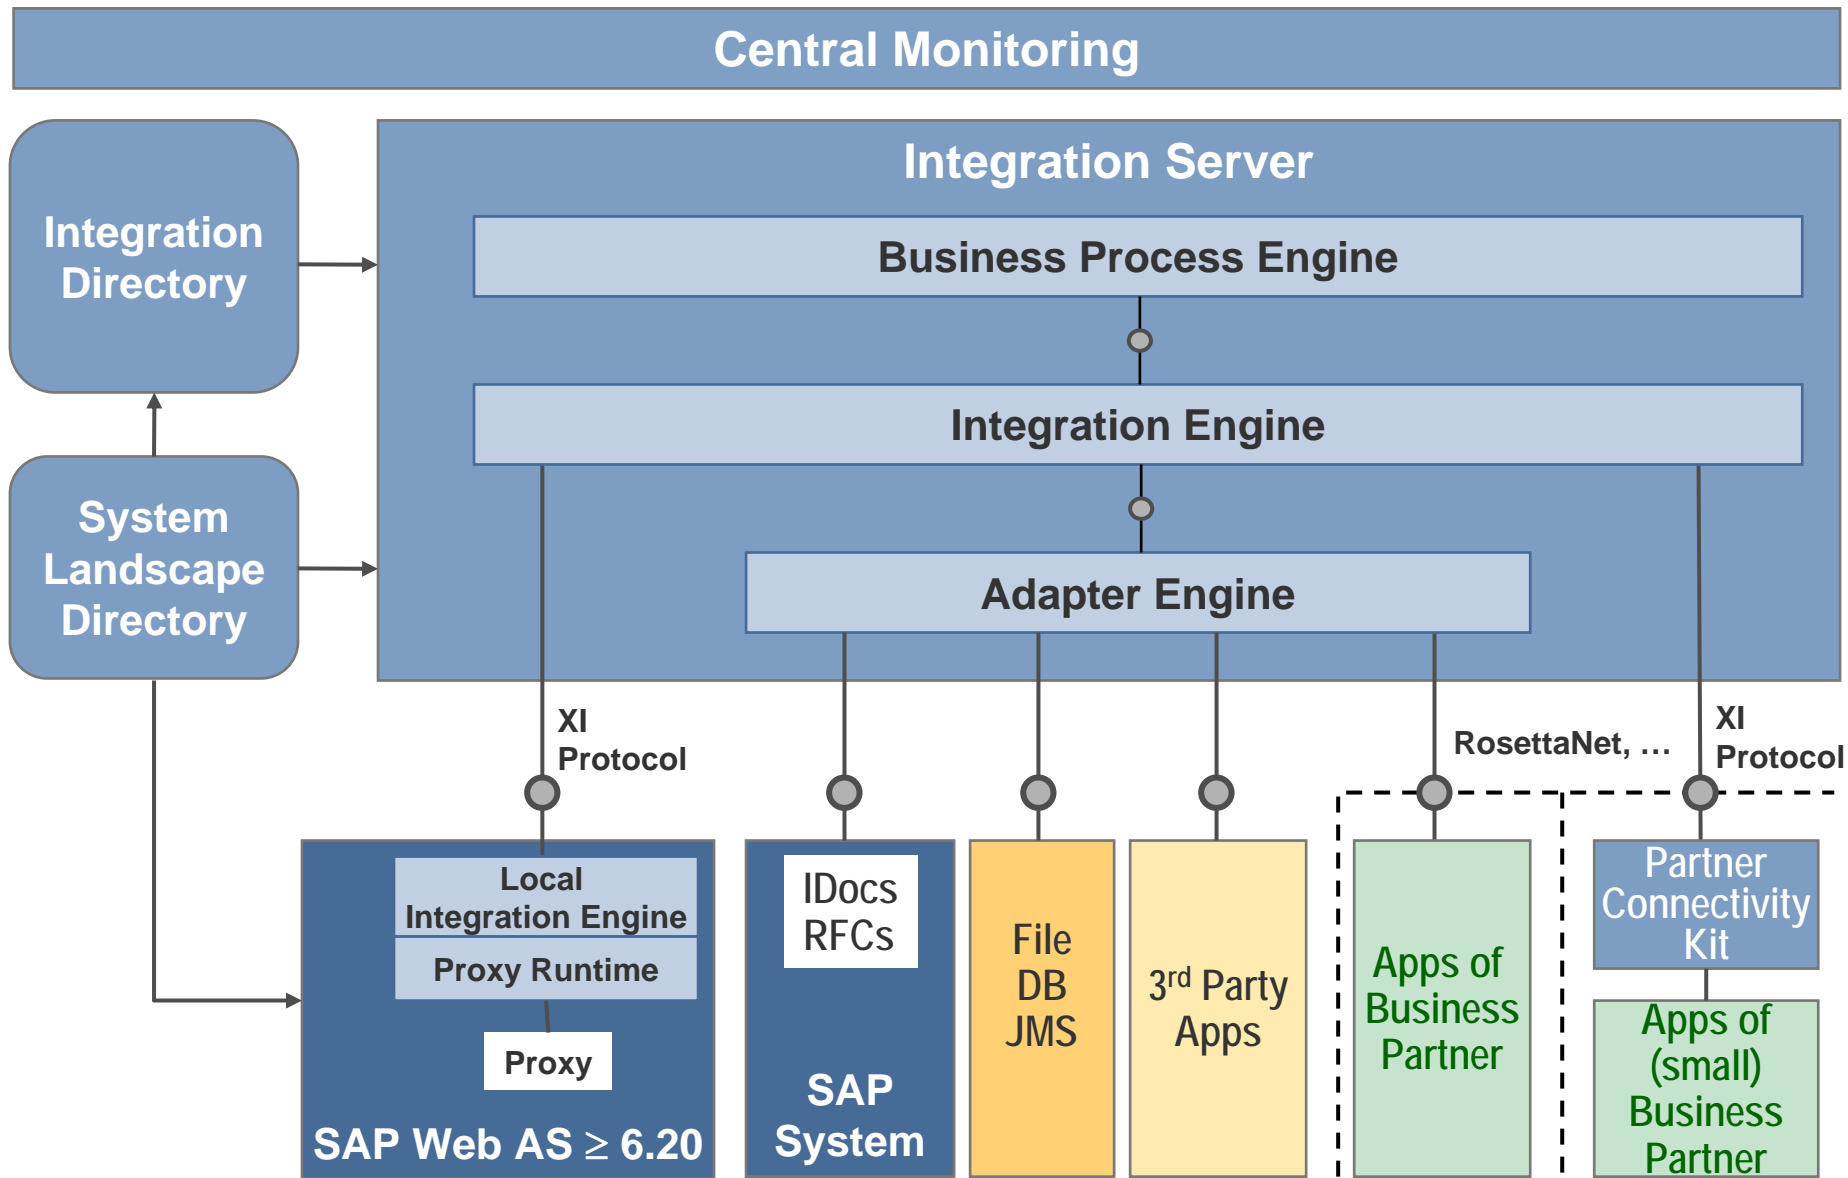 Central Monitoring
Integration
Directory
Integration Server
Business Process Engine
Integration Engine
System
Landscape
Directory
Adapter Engine
XI
Protocol
RosettaNet, …
XI
Protocol
Local
Integration Engine
Proxy Runtime
Proxy
SAP Web AS ≥ 6.20
IDocs
RFCs
SAP
System
File
DB
JMS
3rd Party
Apps
Apps of
Business
Partner
Partner
Connectivity
Kit
Apps of
(small)
Business
Partner